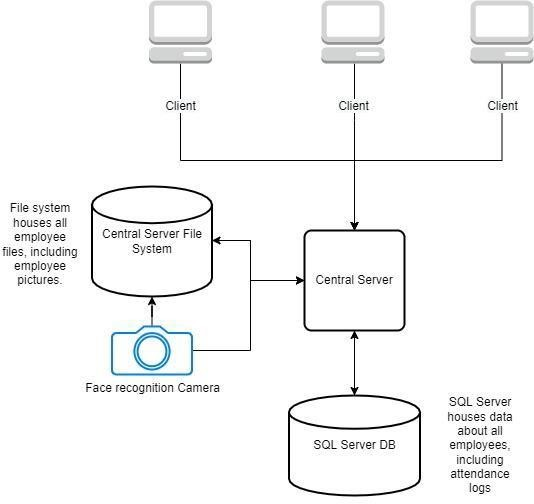 Client
Client
Client
File system
houses all
employee
files, including
employee
pictures.
Central Server File
System
Central Server
Face recognition Camera
SQL Server DB
SQL Server
houses data
about all
employees,
including
attendance
logs